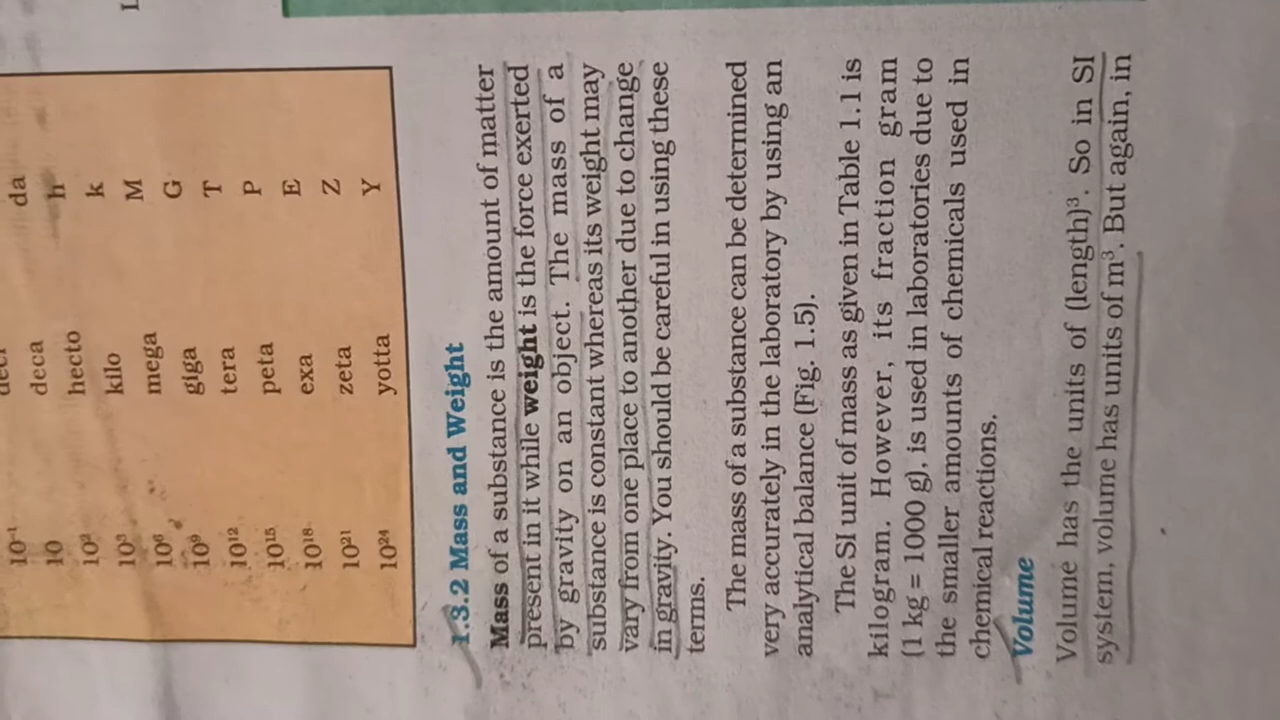 10⁻¹ deci
10 deca da
10² hecto h
10³ kilo k
10⁶ mega M
10⁹ giga G
10¹² tera T
10¹⁵ peta P
10¹⁸ exa E
10²¹ zeta Z
10²⁴ yotta Y
1.3.2 Mass and Weight
Mass of a substance is the amount of matter
present in it while weight is the force exerted
by gravity on an object. The mass of a
substance is constant whereas its weight may
vary from one place to another due to change
in gravity. You should be careful in using these
terms.
The mass of a substance can be determined
very accurately in the laboratory by using an
analytical balance (Fig. 1.5).
The SI unit of mass as given in Table 1.1 is
kilogram. However, its fraction gram
(1 kg = 1000 g), is used in laboratories due to
the smaller amounts of chemicals used in
chemical reactions.
Volume
Volume has the units of (length)³. So in SI
system, volume has units of m³. But again, in